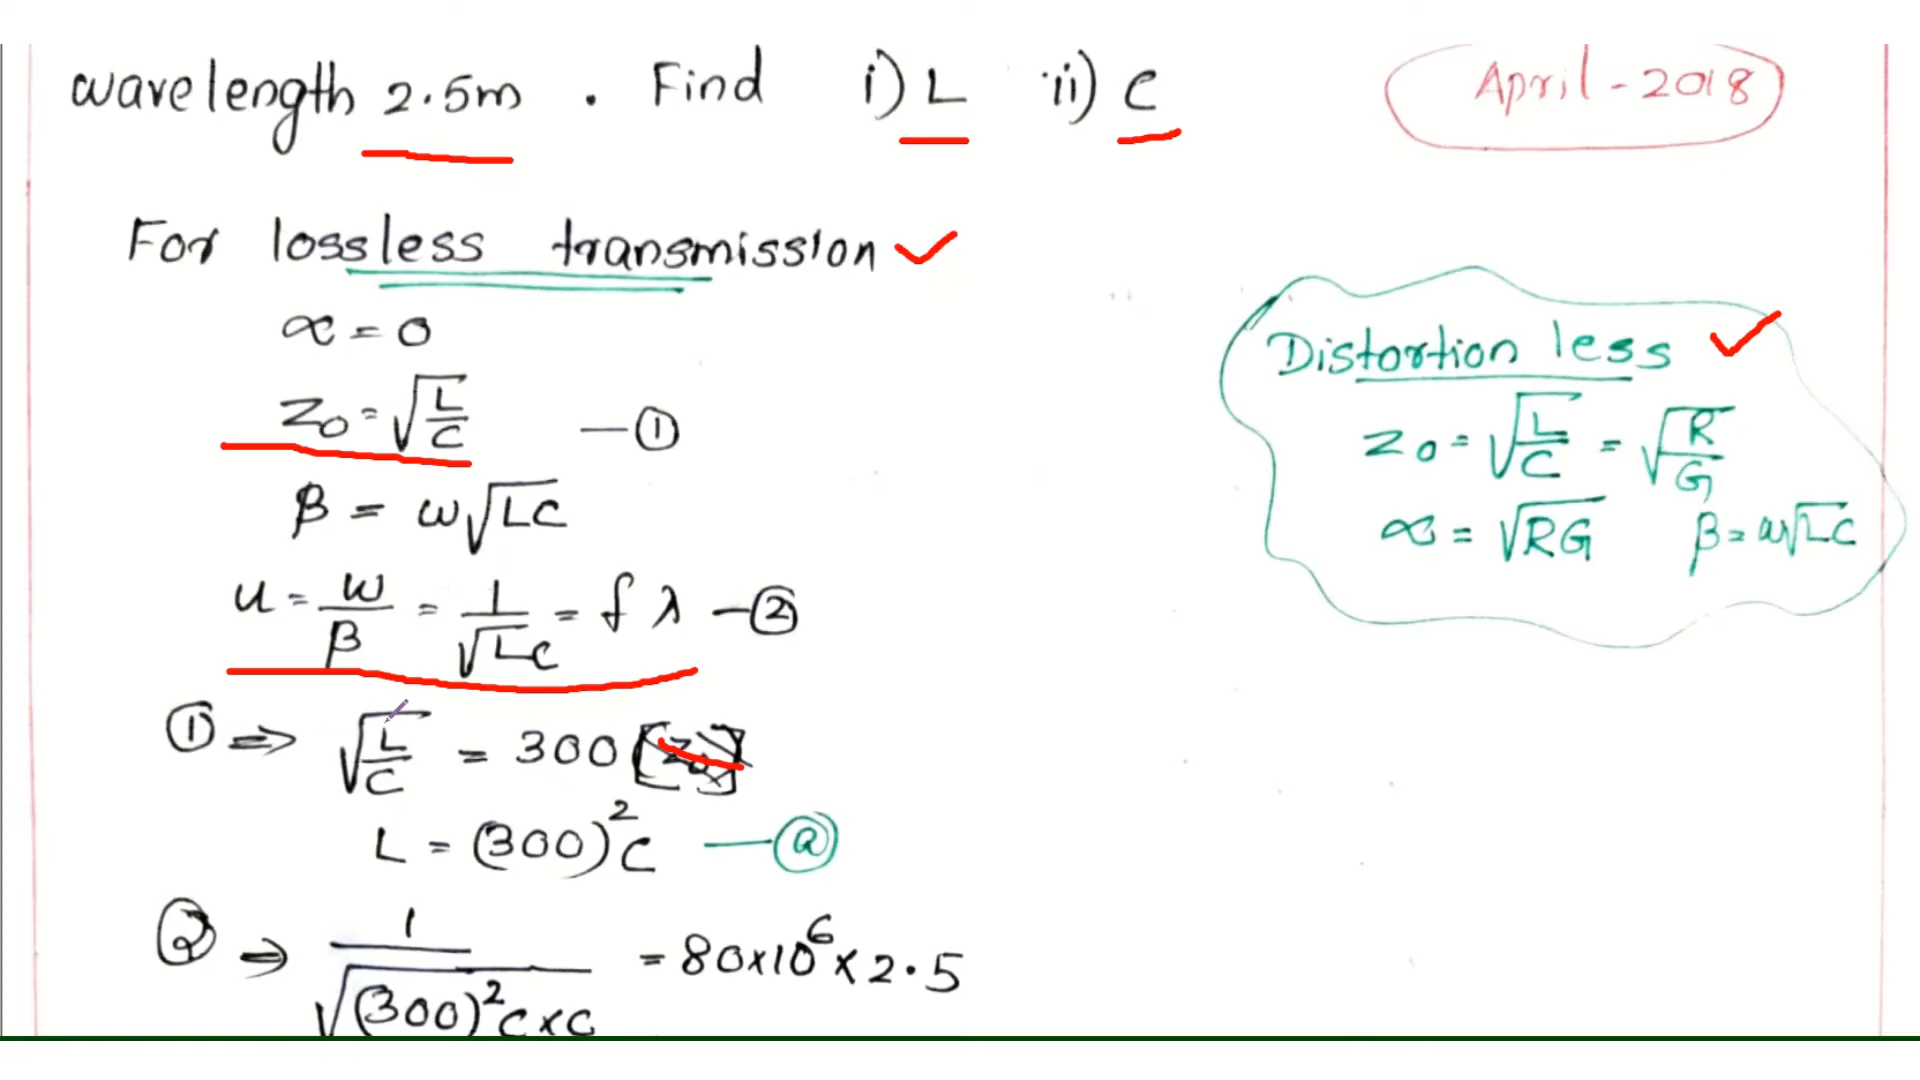 wavelength 2.5m . Find i) L ii) C
April - 2018
For lossless transmission ✓
α = 0
Z0 = √(L/C) — ①
β = ω√LC
u = ω/β = 1/√LC = f λ — ②
① ⇒ √(L/C) = 300
L = (300)²C — ⓐ
② ⇒ 1/√((300)²C×C = 80×10⁶×2.5
Distortion less ✓
Z0 = √(L/C) = √(R/G)
α = √RG β = ω√LC